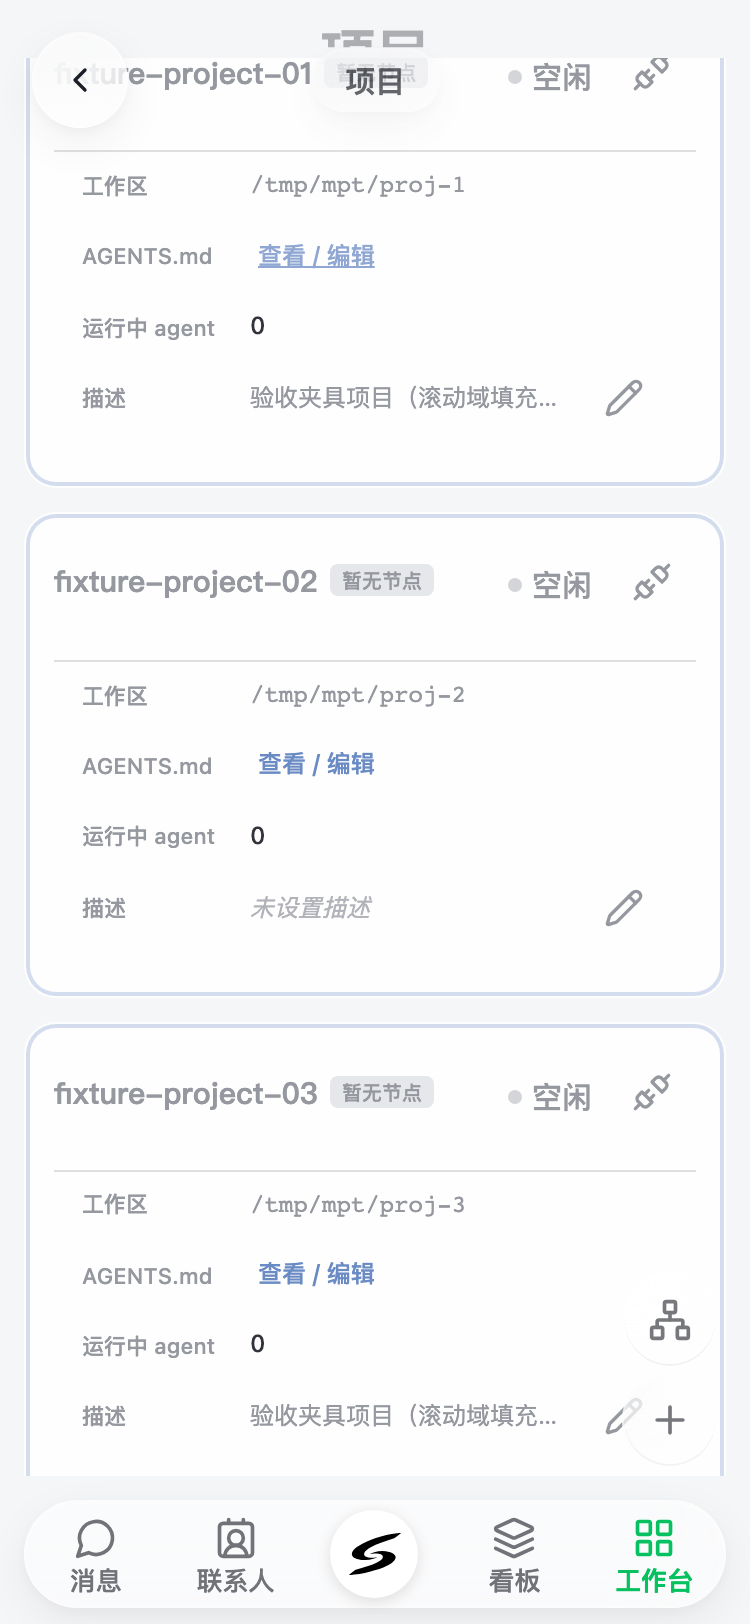 项目
fixture-project-01 暂无节点 空闲
项目
工作区 /tmp/mpt/proj-1
AGENTS.md 查看 / 编辑
运行中 agent 0
描述 验收夹具项目（滚动域填充...
fixture-project-02 暂无节点 空闲
工作区 /tmp/mpt/proj-2
AGENTS.md 查看 / 编辑
运行中 agent 0
描述 未设置描述
fixture-project-03 暂无节点 空闲
工作区 /tmp/mpt/proj-3
AGENTS.md 查看 / 编辑
运行中 agent 0
描述 验收夹具项目（滚动域填充...
消息 联系人 看板 工作台